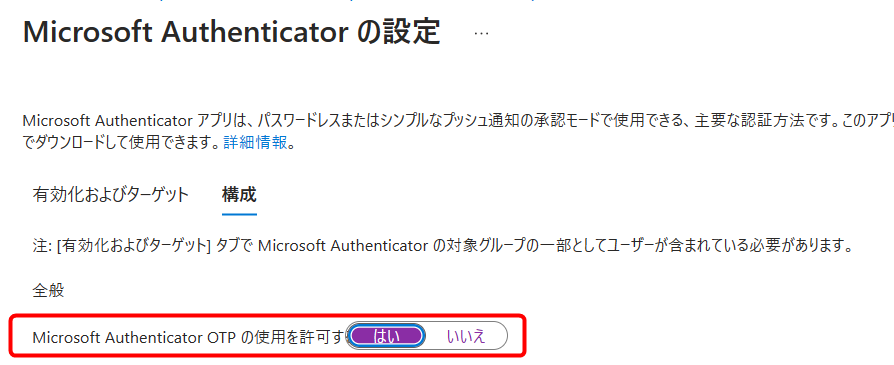 Microsoft Authenticator の設定 …
Microsoft Authenticator アプリは、パスワードレスまたはシンプルなプッシュ通知の承認モードで使用できる、主要な認証方法です。このアプリ
でダウンロードして使用できます。詳細情報。
有効化およびターゲット 構成
注: [有効化およびターゲット] タブで Microsoft Authenticator の対象グループの一部としてユーザーが含まれている必要があります。
全般
Microsoft Authenticator OTP の使用を許可す はい いいえ